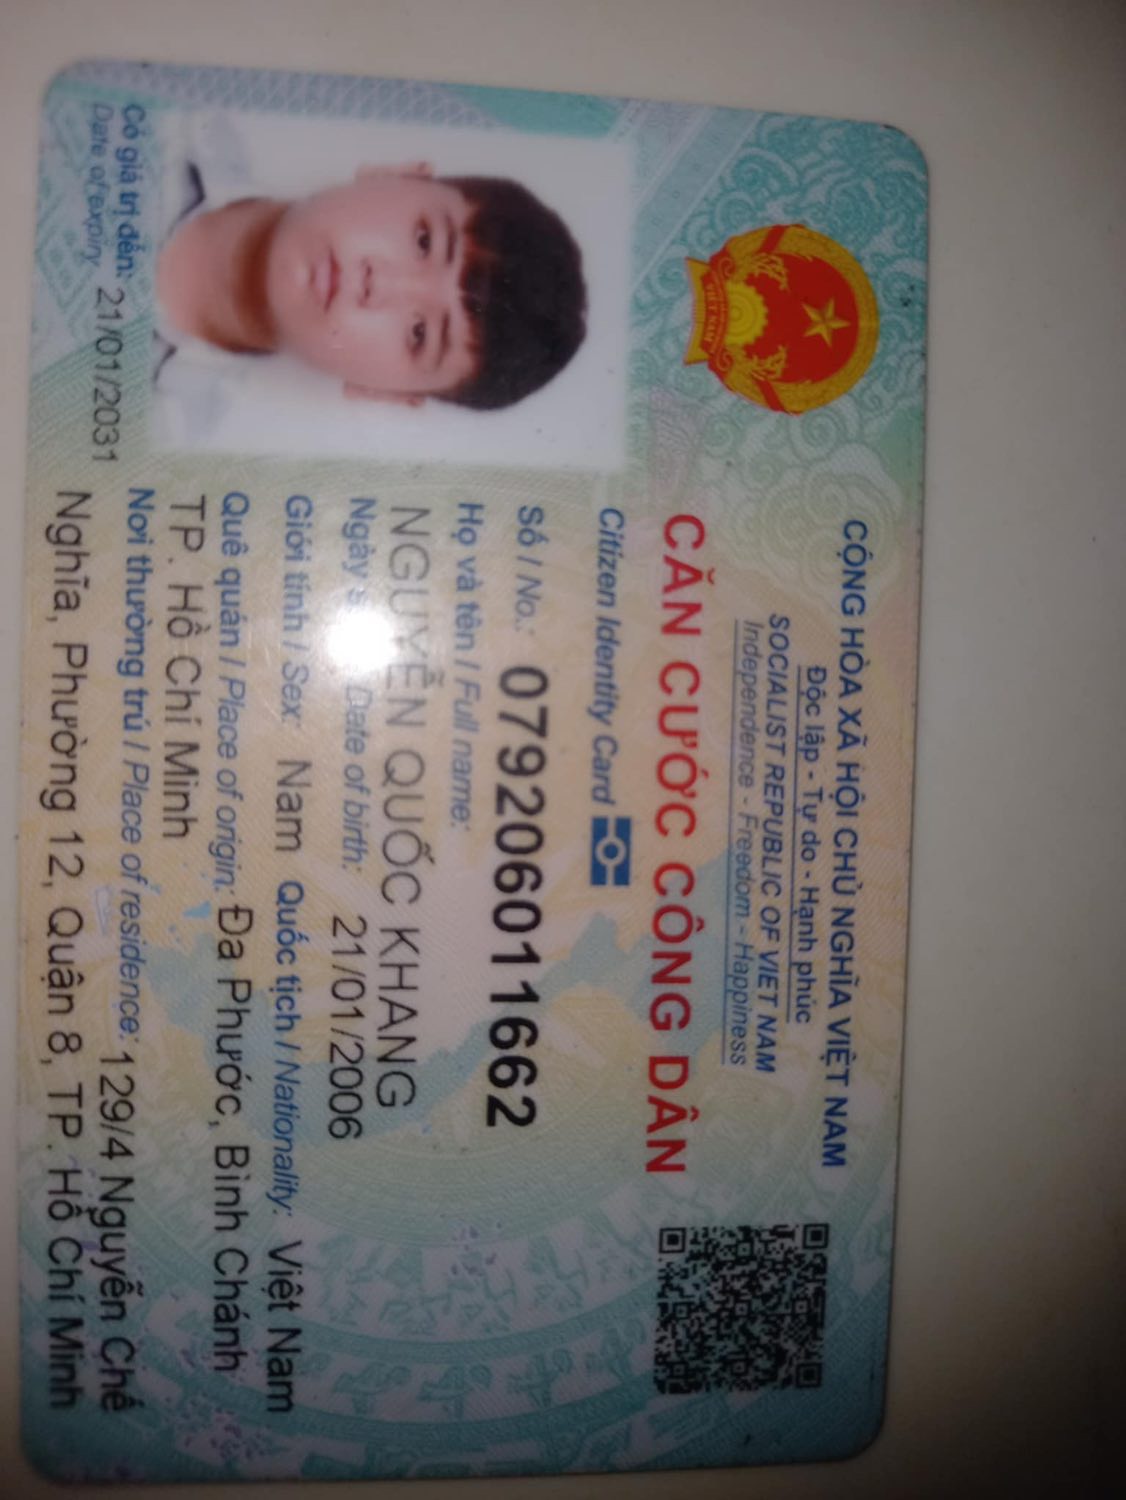 CỘNG HÒA XÃ HỘI CHỦ NGHĨA VIỆT NAM
Độc lập - Tự do - Hạnh phúc
SOCIALIST REPUBLIC OF VIET NAM
Independence - Freedom - Happiness
CĂN CƯỚC CÔNG DÂN
Citizen Identity Card
Số / No.: 079206011662
Họ và tên / Full name:
NGUYỄN QUỐC KHANG
Ngày Date of birth: 21/01/2006
Giới tính / Sex: Nam Quốc tịch / Nationality: Việt Nam
Quê quán / Place of origin: Đa Phước, Bình Chánh
TP. Hồ Chí Minh
Nơi thường trú / Place of residence: 129/4 Nguyễn Chế
Nghĩa, Phường 12, Quận 8, TP. Hồ Chí Minh
Có giá trị đến: 21/01/2031
Date of expiry